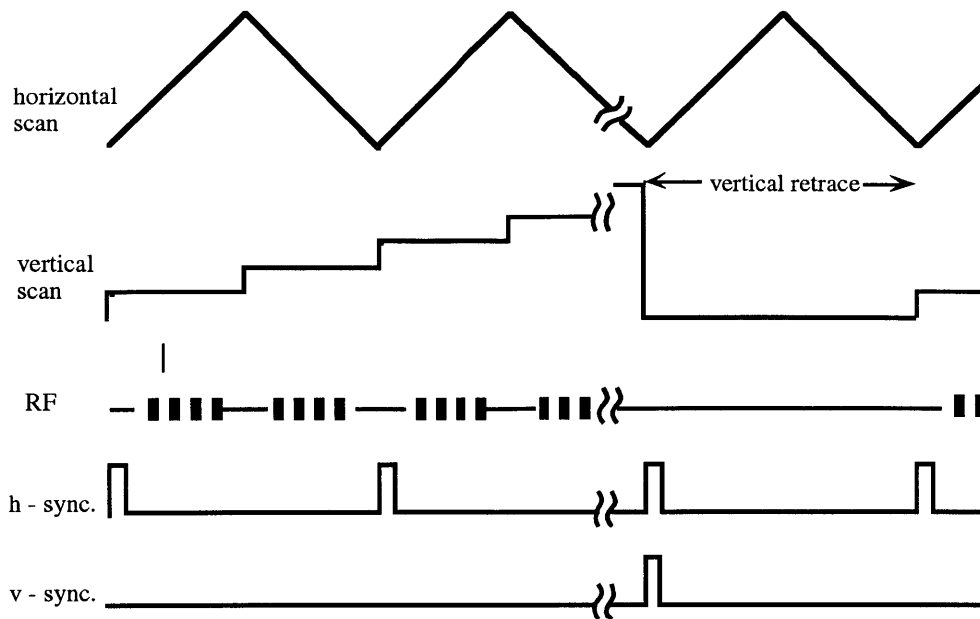 horizontal
scan
vertical retrace
vertical
scan
RF
h - sync.
v - sync.